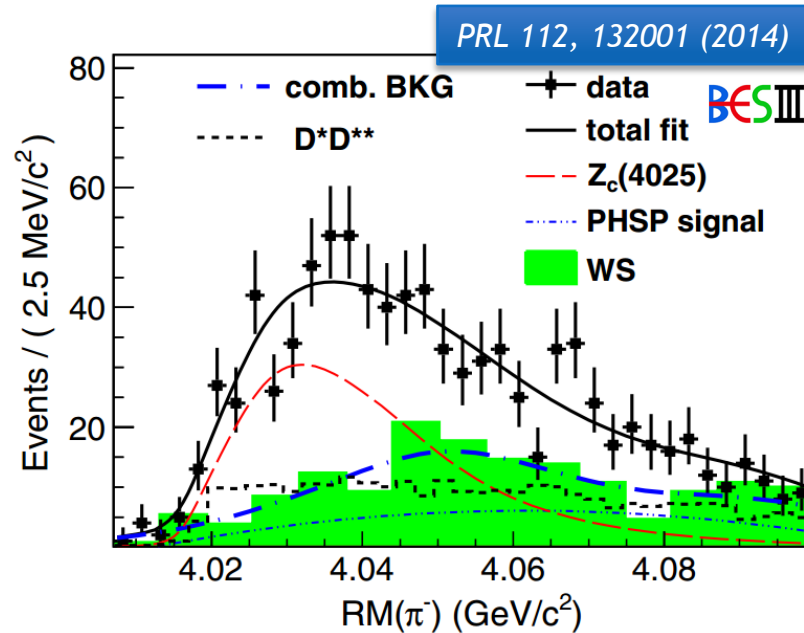 PRL 112, 132001 (2014)
BESIII
comb. BKG
D*D**
data
total fit
Zc(4025)
PHSP signal
WS
Events / ( 2.5 MeV/c²)
80
60
40
20
4.02 4.04 4.06 4.08
RM(π⁻) (GeV/c²)